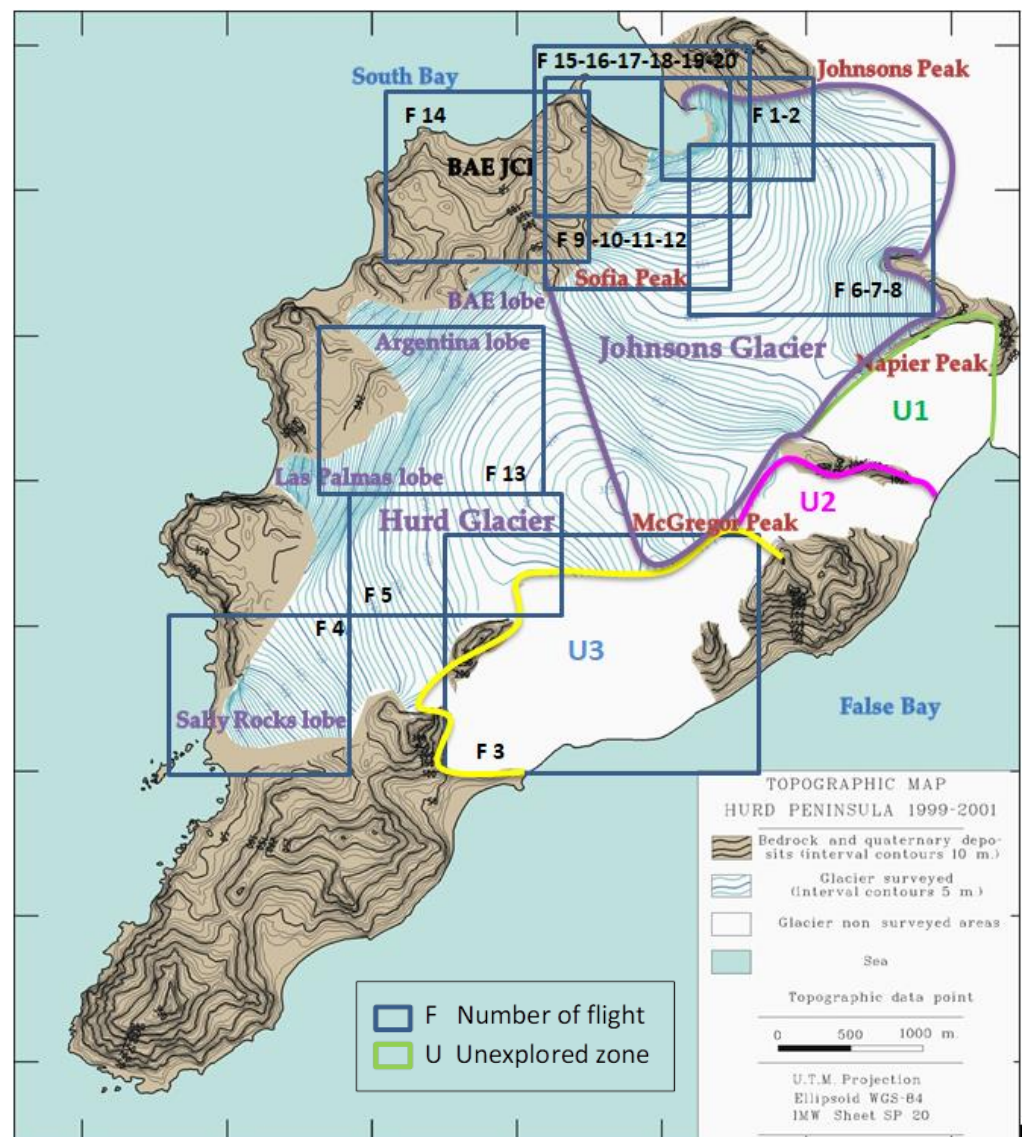 F 15-16-17-18-19-20
South Bay
Johnsons Peak
F 14
F 1-2
BAE JCI
F 9 -10-11-12
Sofia Peak
F 6-7-8
BAE lobe
Argentina lobe
Johnsons Glacier
Napier Peak
U1
Las Palmas lobe
F 13
U2
Hurd Glacier
McGregor Peak
F 5
F 4
U3
Sally Rocks lobe
False Bay
F 3
TOPOGRAPHIC MAP
HURD PENINSULA 1999-2001
Bedrock and quaternary depo-
sits (interval contours 10 m.)
Glacier surveyed
(interval contours 5 m.)
Glacier non surveyed areas
Sea
Topographic data point
0 500 1000 m.
U.T.M. Projection
Ellipsoid WGS-84
IMW Sheet SP 20
F Number of flight
U Unexplored zone